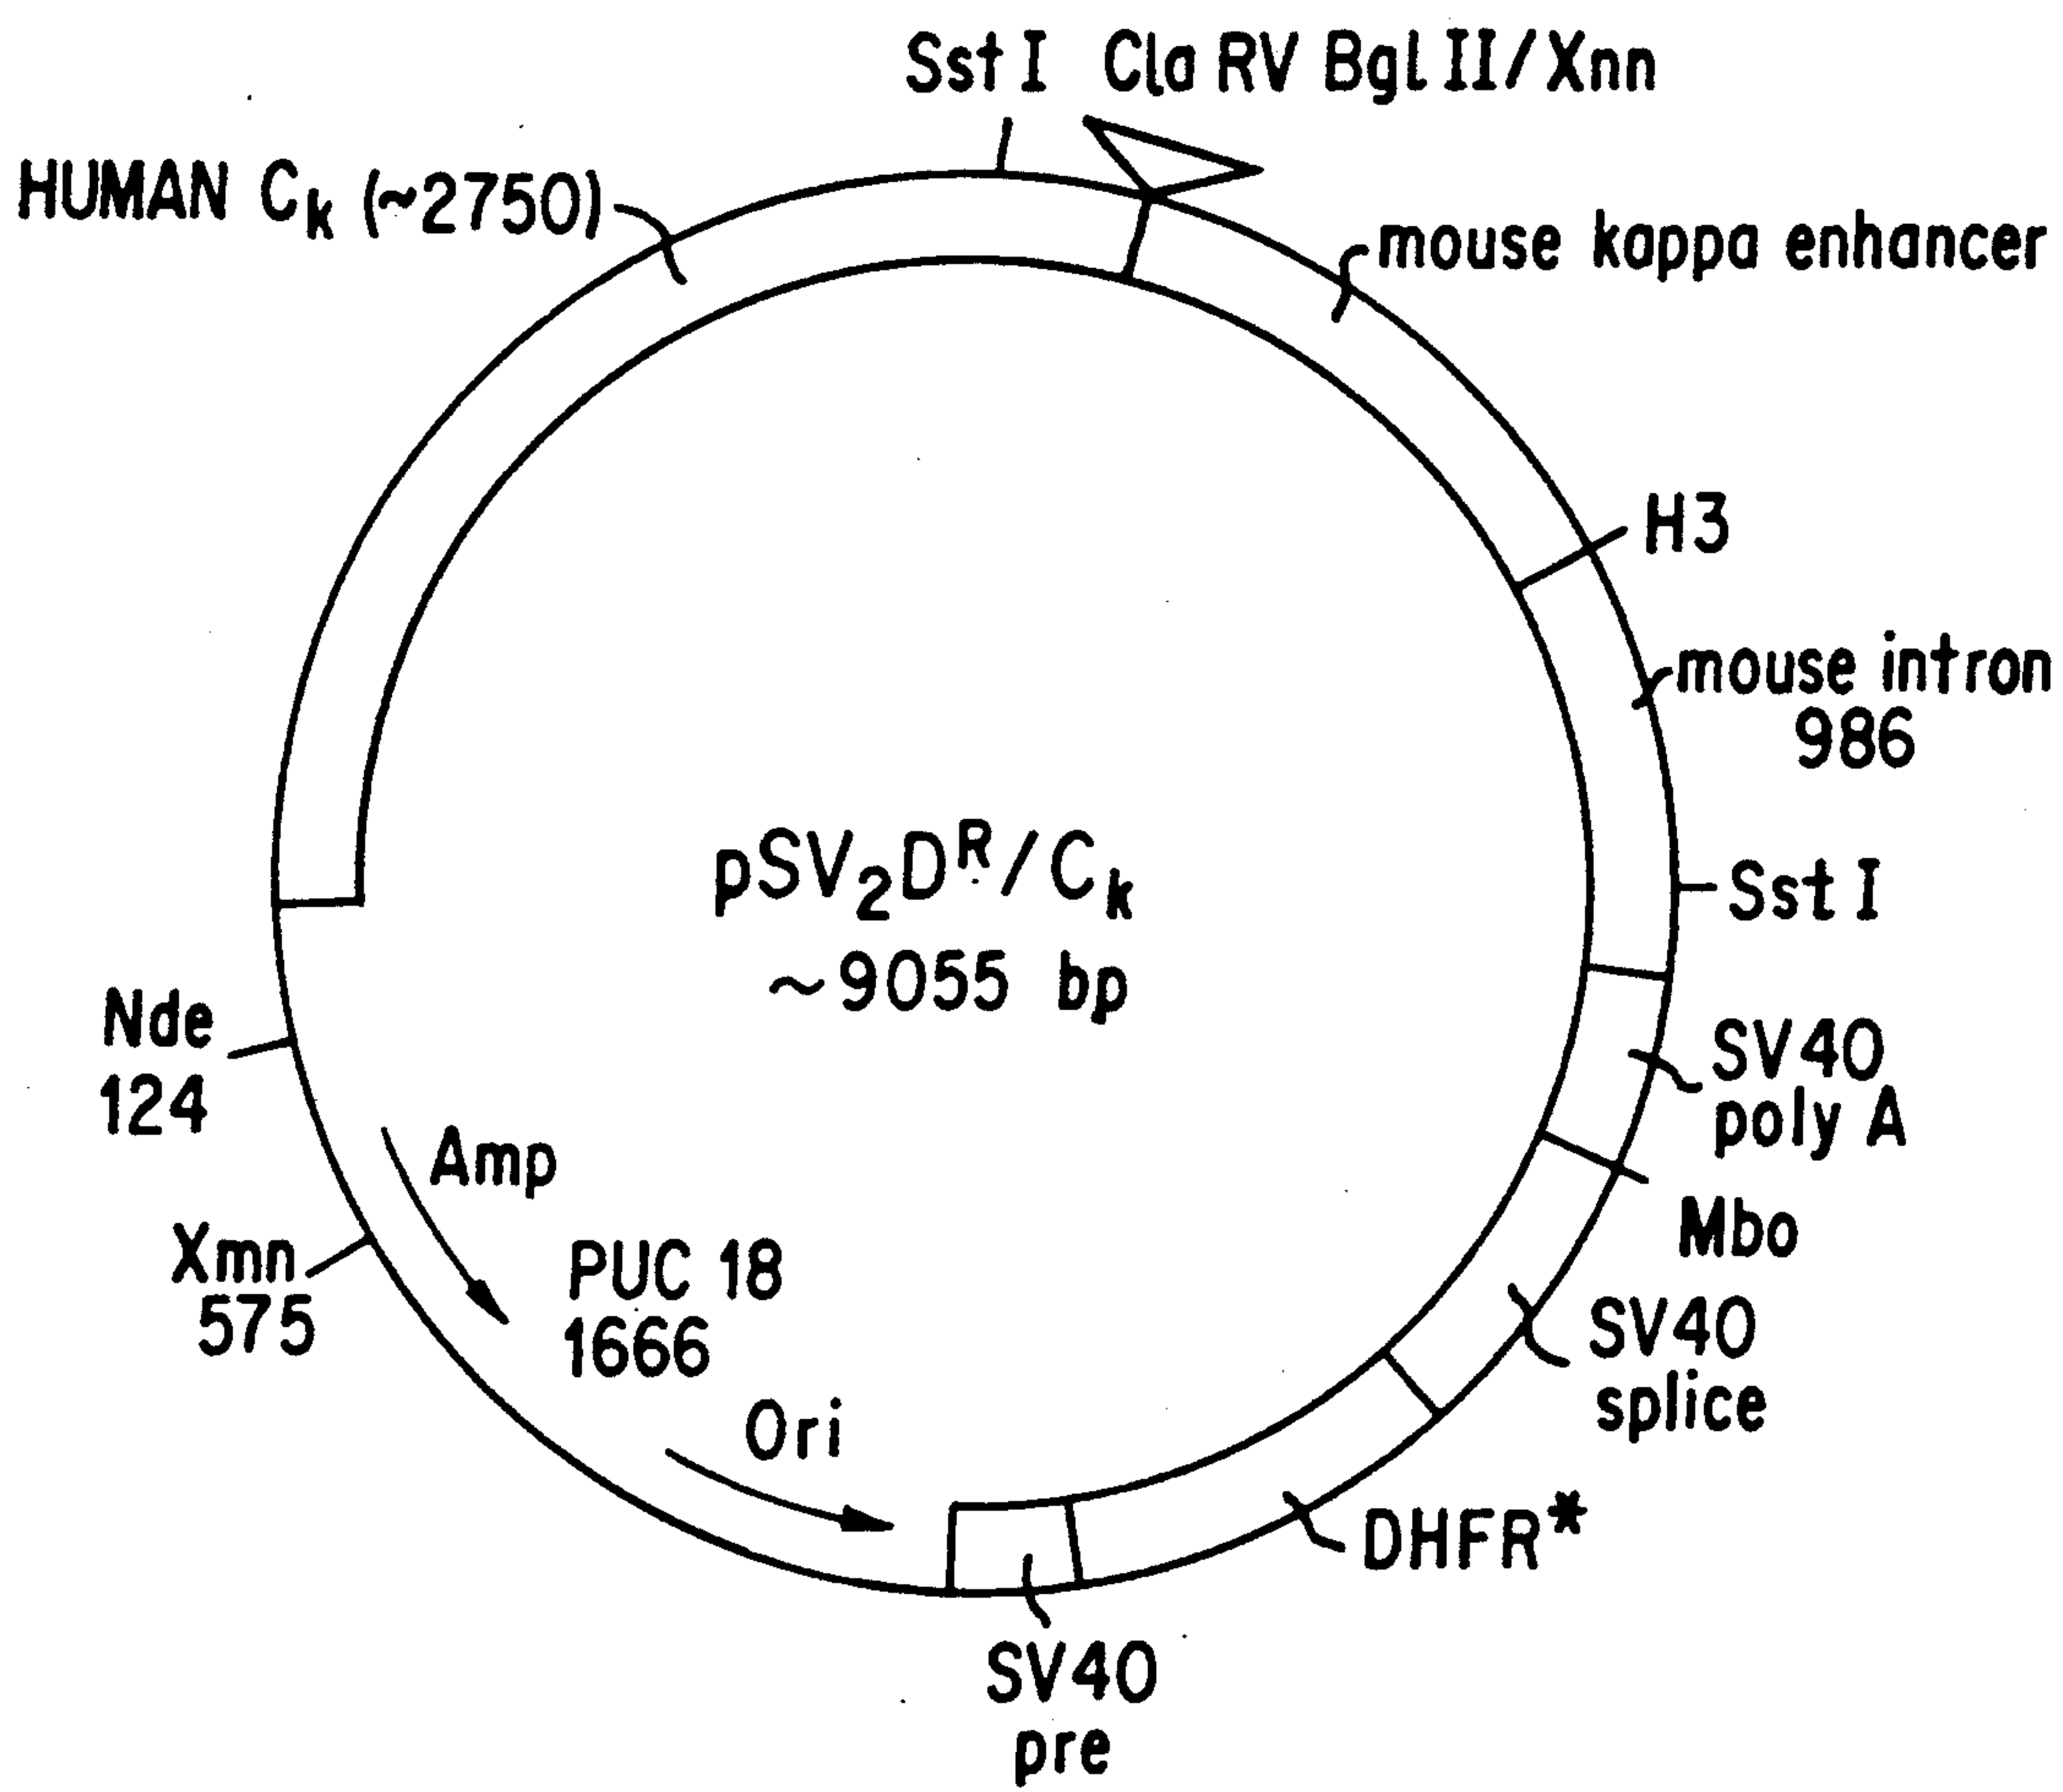 Sst I Cla RV Bgl II/Xnn
HUMAN Ck (~2750)
mouse kappa enhancer
H3
mouse intron
986
pSV2DR/Ck
~9055 bp
Sst I
Nde
124
SV40
poly A
Amp
Mbo
Xmn
575
PUC 18
1666
SV40
splice
Ori
DHFR*
SV40
pre